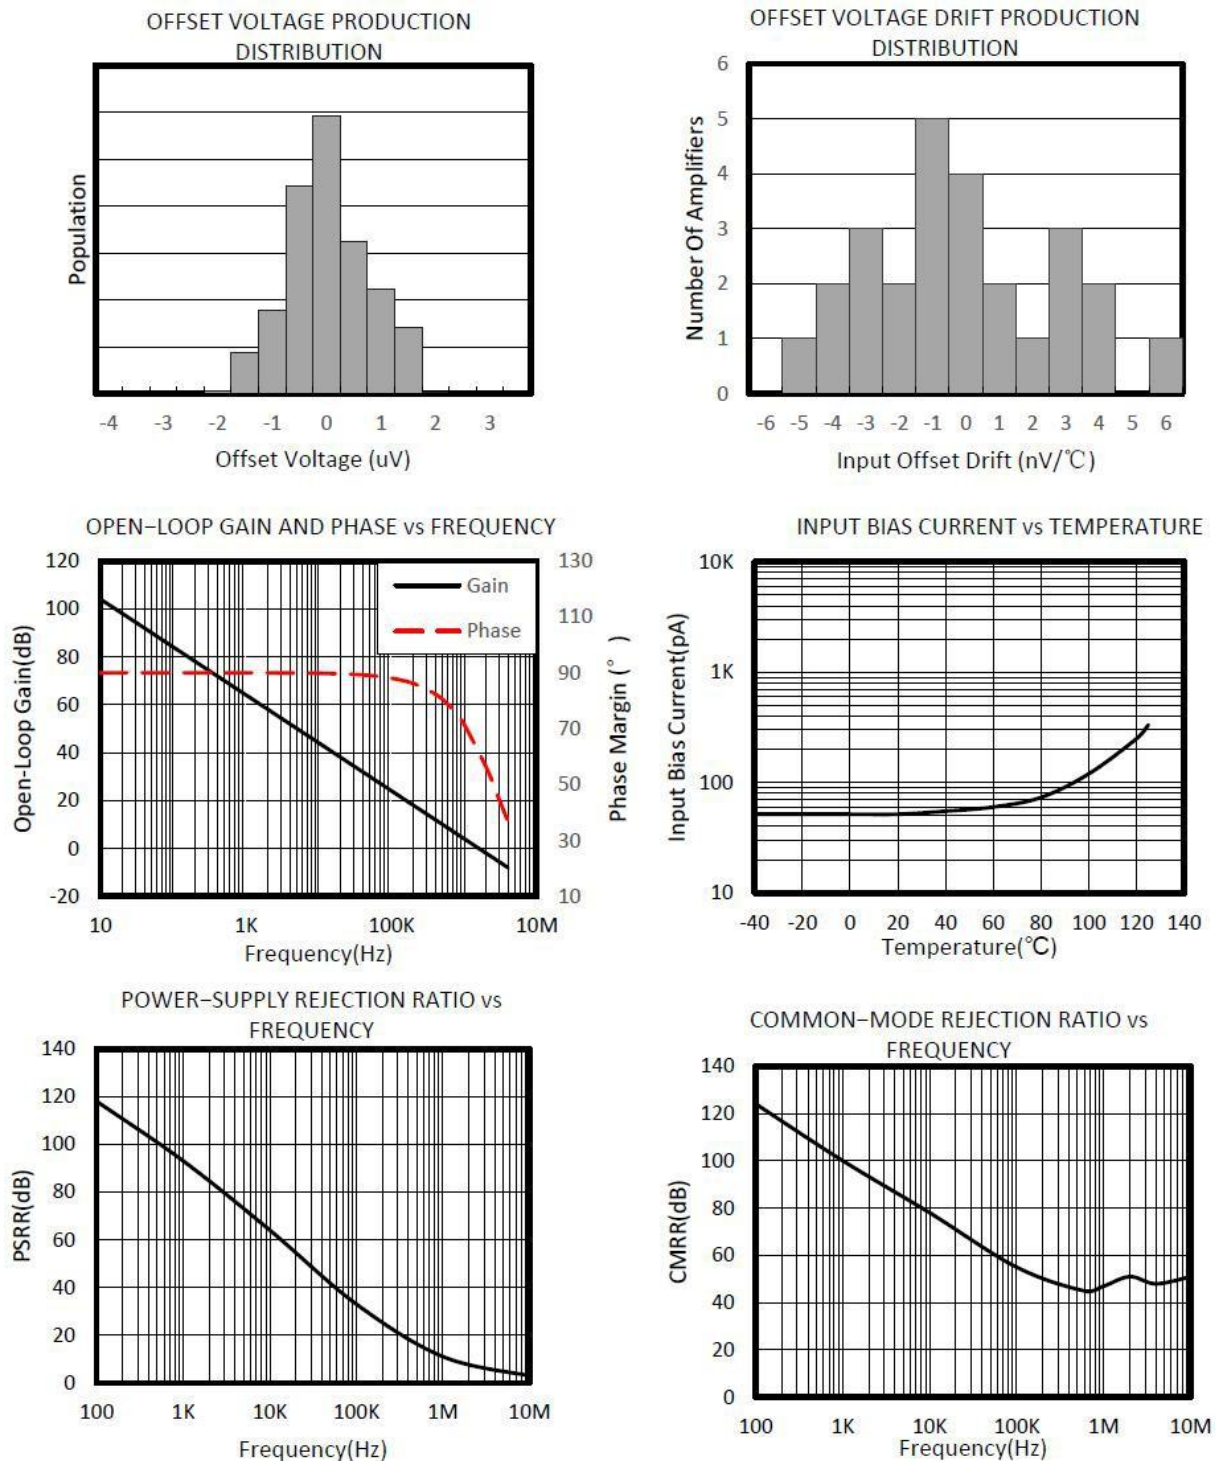 OFFSET VOLTAGE PRODUCTION
DISTRIBUTION
Population
-4 -3 -2 -1 0 1 2 3
Offset Voltage (uV)
OFFSET VOLTAGE DRIFT PRODUCTION
DISTRIBUTION
Number Of Amplifiers
6
5
4
3
2
1
0
-6 -5 -4 -3 -2 -1 0 1 2 3 4 5 6
Input Offset Drift (nV/℃)
OPEN−LOOP GAIN AND PHASE vs FREQUENCY
Open-Loop Gain(dB)
120
100
80
60
40
20
0
-20
Gain
Phase
130
110
90
70
50
30
10
Phase Margin (°)
10 1K 100K 10M
Frequency(Hz)
INPUT BIAS CURRENT vs TEMPERATURE
Input Bias Current(pA)
10K
1K
100
10
-40 -20 0 20 40 60 80 100 120 140
Temperature(℃)
POWER−SUPPLY REJECTION RATIO vs
FREQUENCY
PSRR(dB)
140
120
100
80
60
40
20
0
100 1K 10K 100K 1M 10M
Frequency(Hz)
COMMON−MODE REJECTION RATIO vs
FREQUENCY
CMRR(dB)
140
120
100
80
60
40
20
0
100 1K 10K 100K 1M 10M
Frequency(Hz)